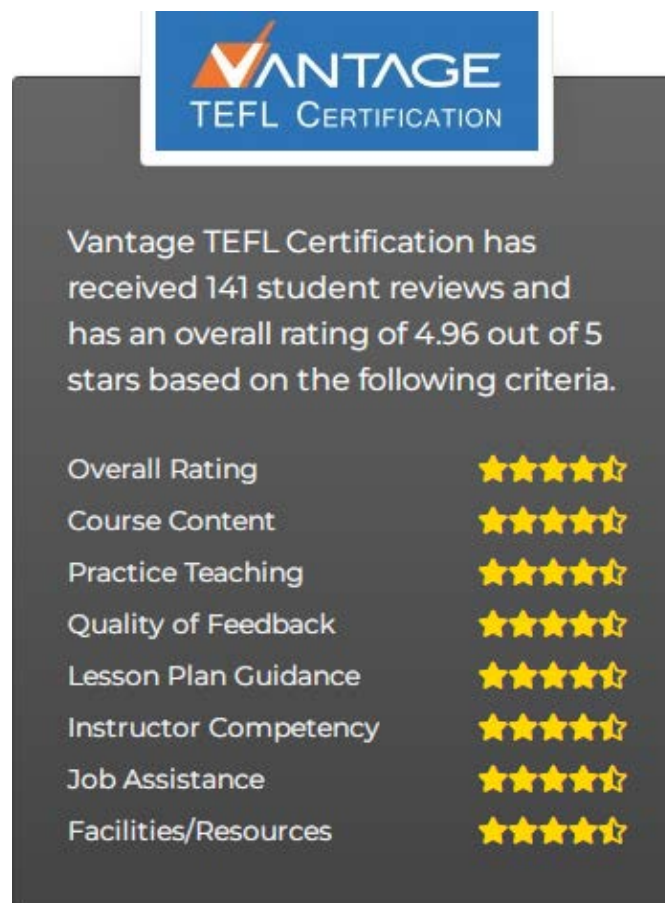 VANTAGE
TEFL CERTIFICATION
Vantage TEFL Certification has
received 141 student reviews and
has an overall rating of 4.96 out of 5
stars based on the following criteria.
Overall Rating
Course Content
Practice Teaching
Quality of Feedback
Lesson Plan Guidance
Instructor Competency
Job Assistance
Facilities/Resources